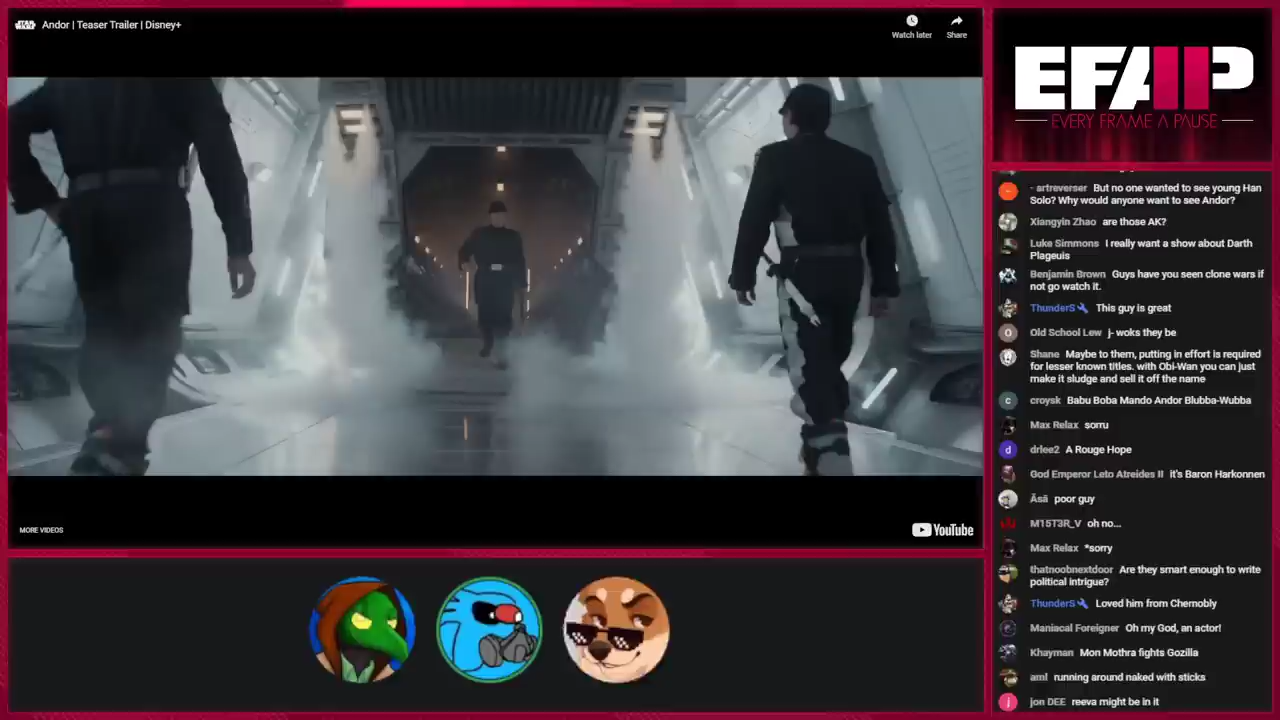 Andor | Teaser Trailer | Disney+
Watch later
Share
MORE VIDEOS
YouTube
EFAP
EVERY FRAME A PAUSE
- artreverser But no one wanted to see young Han
Solo? Why would anyone want to see Andor?
Xiangyin Zhao are those AK?
Luke Simmons I really want a show about Darth
Plageuis
Benjamin Brown Guys have you seen clone wars if
not go watch it.
ThunderS This guy is great
Old School Lew j- woks they be
Shane Maybe to them, putting in effort is required
for lesser known titles. with Obi-Wan you can just
make it sludge and sell it off the name
croysk Babu Boba Mando Andor Blubba-Wubba
Max Relax sorru
drlee2 A Rouge Hope
God Emperor Leto Atreides II it's Baron Harkonnen
Āsā poor guy
M15T3R_V oh no...
Max Relax *sorry
thatnoobnextdoor Are they smart enough to write
political intrigue?
ThunderS Loved him from Chernobly
Maniacal Foreigner Oh my God, an actor!
Khayman Mon Mothra fights Gozilla
aml running around naked with sticks
jon DEE reeva might be in it